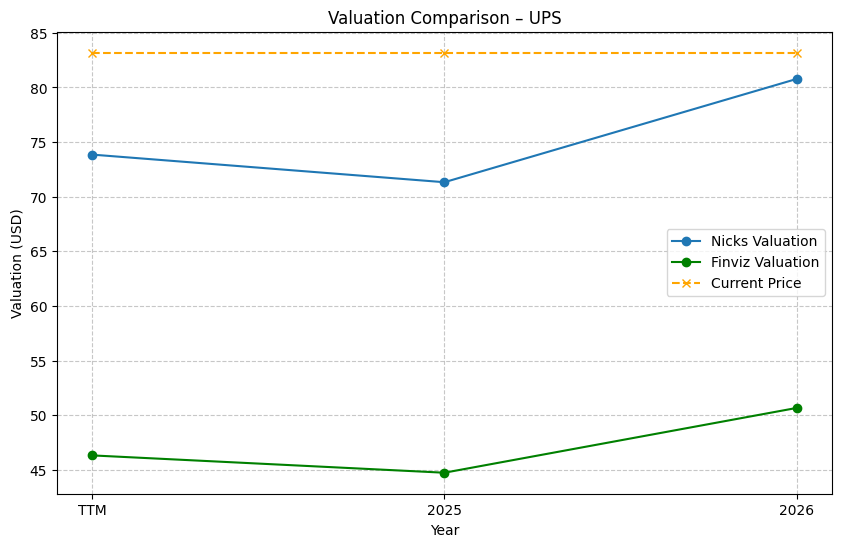 Valuation Comparison – UPS
Valuation (USD)
85
80
75
70
65
60
55
50
45
Nicks Valuation
Finviz Valuation
Current Price
TTM
2025
2026
Year